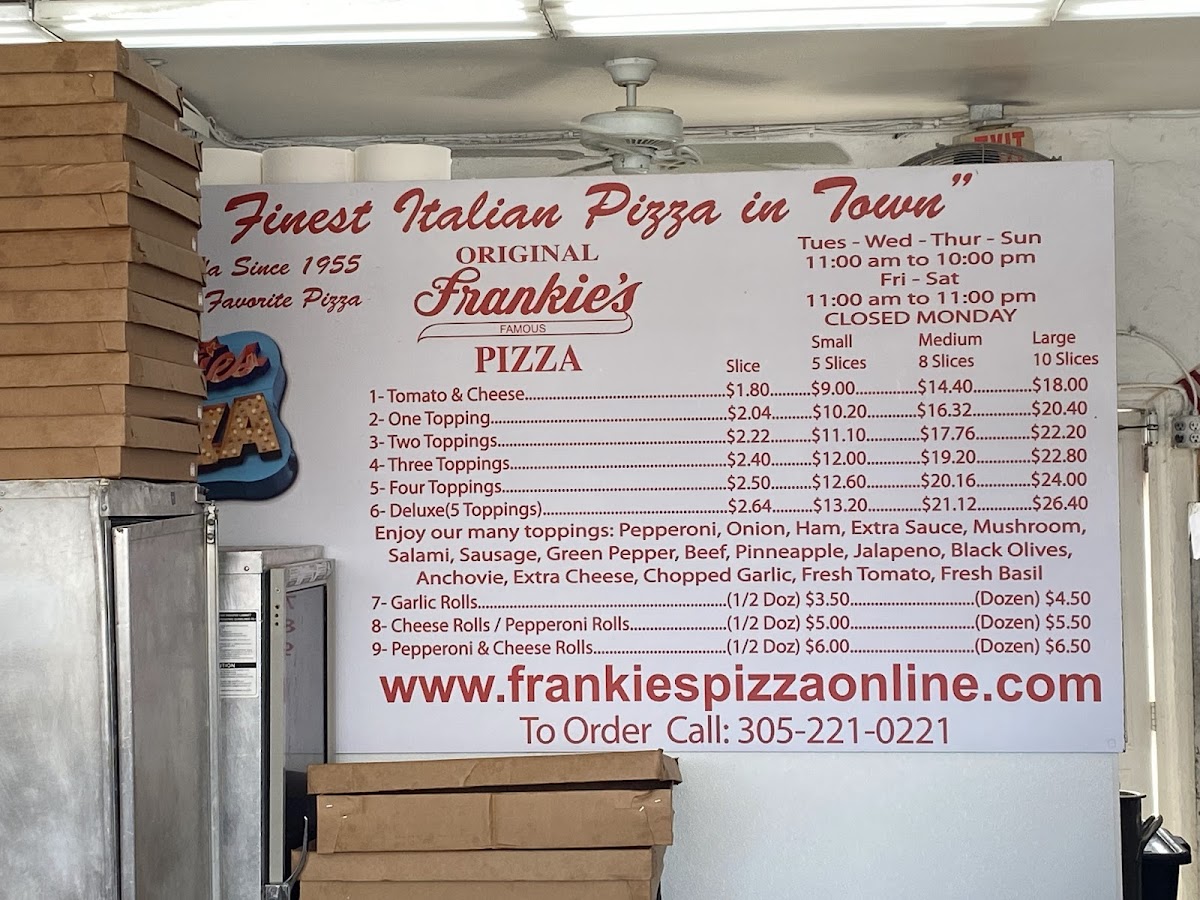 EXIT
Finest Italian Pizza in Town"
Since 1955
Favorite Pizza
ORIGINAL
Frankie's
FAMOUS
PIZZA
Tues - Wed - Thur - Sun
11:00 am to 10:00 pm
Fri - Sat
11:00 am to 11:00 pm
CLOSED MONDAY
Slice Small 5 Slices Medium 8 Slices Large 10 Slices
1- Tomato & Cheese $1.80 $9.00 $14.40 $18.00
2- One Topping $2.04 $10.20 $16.32 $20.40
3- Two Toppings $2.22 $11.10 $17.76 $22.20
4- Three Toppings $2.40 $12.00 $19.20 $22.80
5- Four Toppings $2.50 $12.60 $20.16 $24.00
6- Deluxe(5 Toppings) $2.64 $13.20 $21.12 $26.40
Enjoy our many toppings: Pepperoni, Onion, Ham, Extra Sauce, Mushroom,
Salami, Sausage, Green Pepper, Beef, Pinneapple, Jalapeno, Black Olives,
Anchovie, Extra Cheese, Chopped Garlic, Fresh Tomato, Fresh Basil
7- Garlic Rolls (1/2 Doz) $3.50 (Dozen) $4.50
8- Cheese Rolls / Pepperoni Rolls (1/2 Doz) $5.00 (Dozen) $5.50
9- Pepperoni & Cheese Rolls (1/2 Doz) $6.00 (Dozen) $6.50
www.frankiespizzaonline.com
To Order Call: 305-221-0221